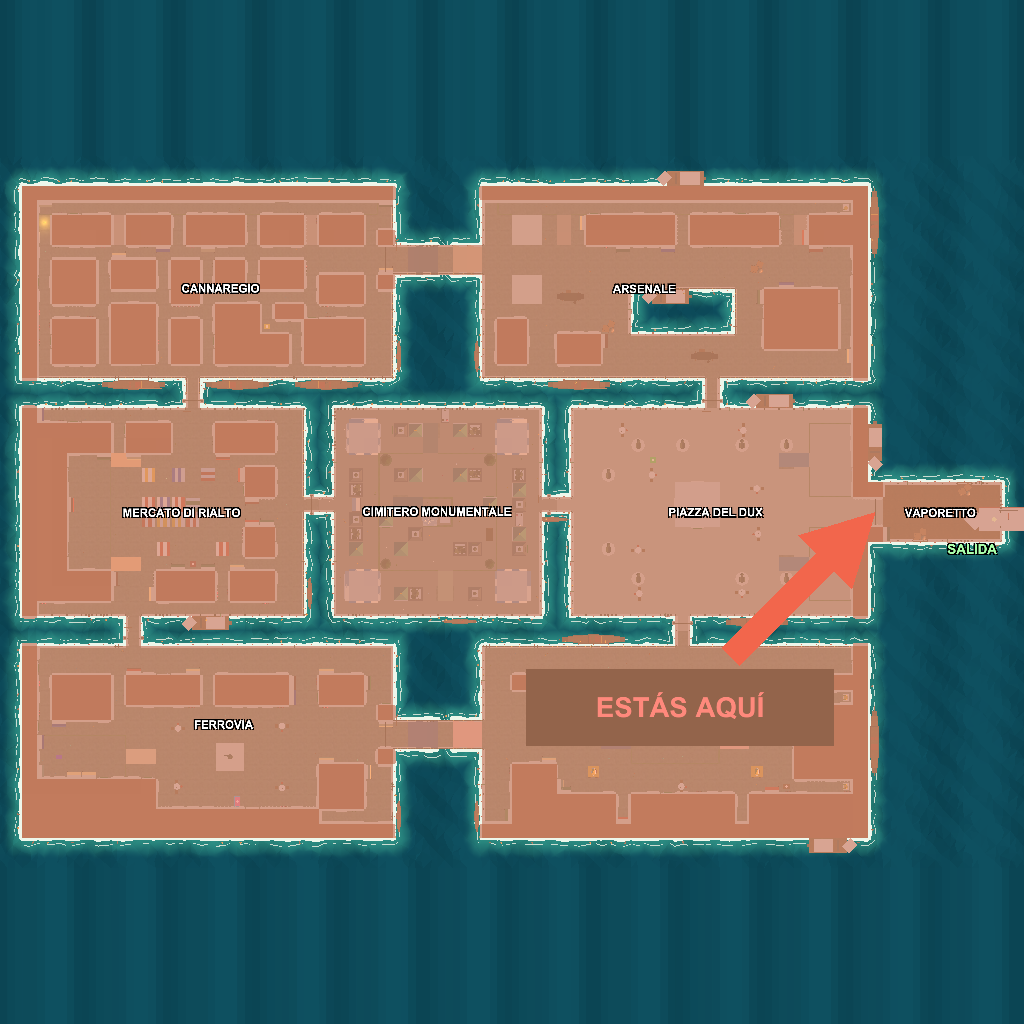 CANNAREGIO
ARSENALE
MERCATO DI RIALTO
CIMITERO MONUMENTALE
PIAZZA DEL DUX
VAPORETTO
SALIDA
ESTÁS AQUÍ
FERROVIA